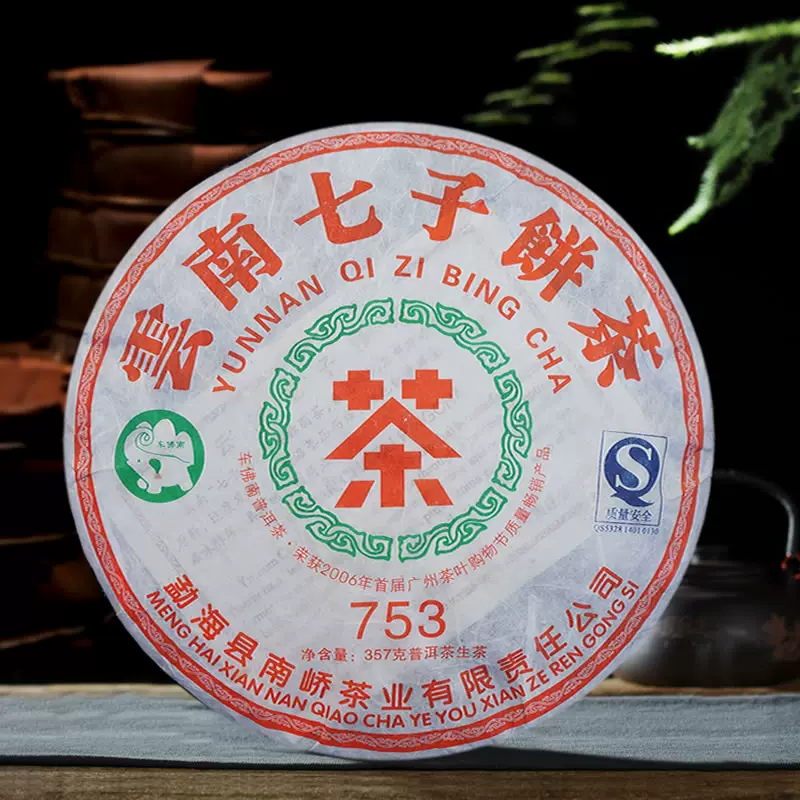 雲南七子餅茶
YUNNAN QI ZI BING CHA
车佛南
茶
质量安全
QS5328 1401 0130
车佛南普洱茶·荣获2006年首届广州茶叶购物节质量畅销产品
753
净含量：357克普洱茶生茶
勐海县南峤茶业有限责任公司
MENG HAI XIAN NAN QIAO CHA YE YOU XIAN ZE REN GONG SI